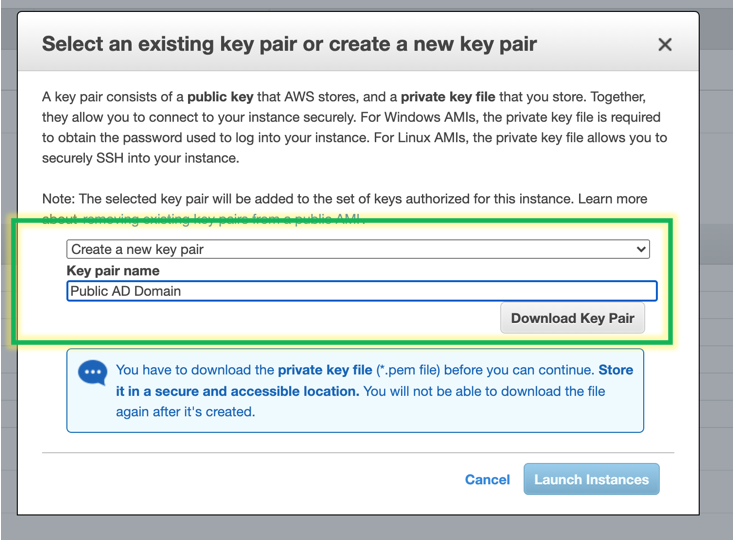 Select an existing key pair or create a new key pair
A key pair consists of a public key that AWS stores, and a private key file that you store. Together,
they allow you to connect to your instance securely. For Windows AMIs, the private key file is required
to obtain the password used to log into your instance. For Linux AMIs, the private key file allows you to
securely SSH into your instance.
Note: The selected key pair will be added to the set of keys authorized for this instance. Learn more
about removing existing key pairs from a public AMI.
Create a new key pair
Key pair name
Public AD Domain
Download Key Pair
You have to download the private key file (*.pem file) before you can continue. Store
it in a secure and accessible location. You will not be able to download the file
again after it's created.
Cancel
Launch Instances